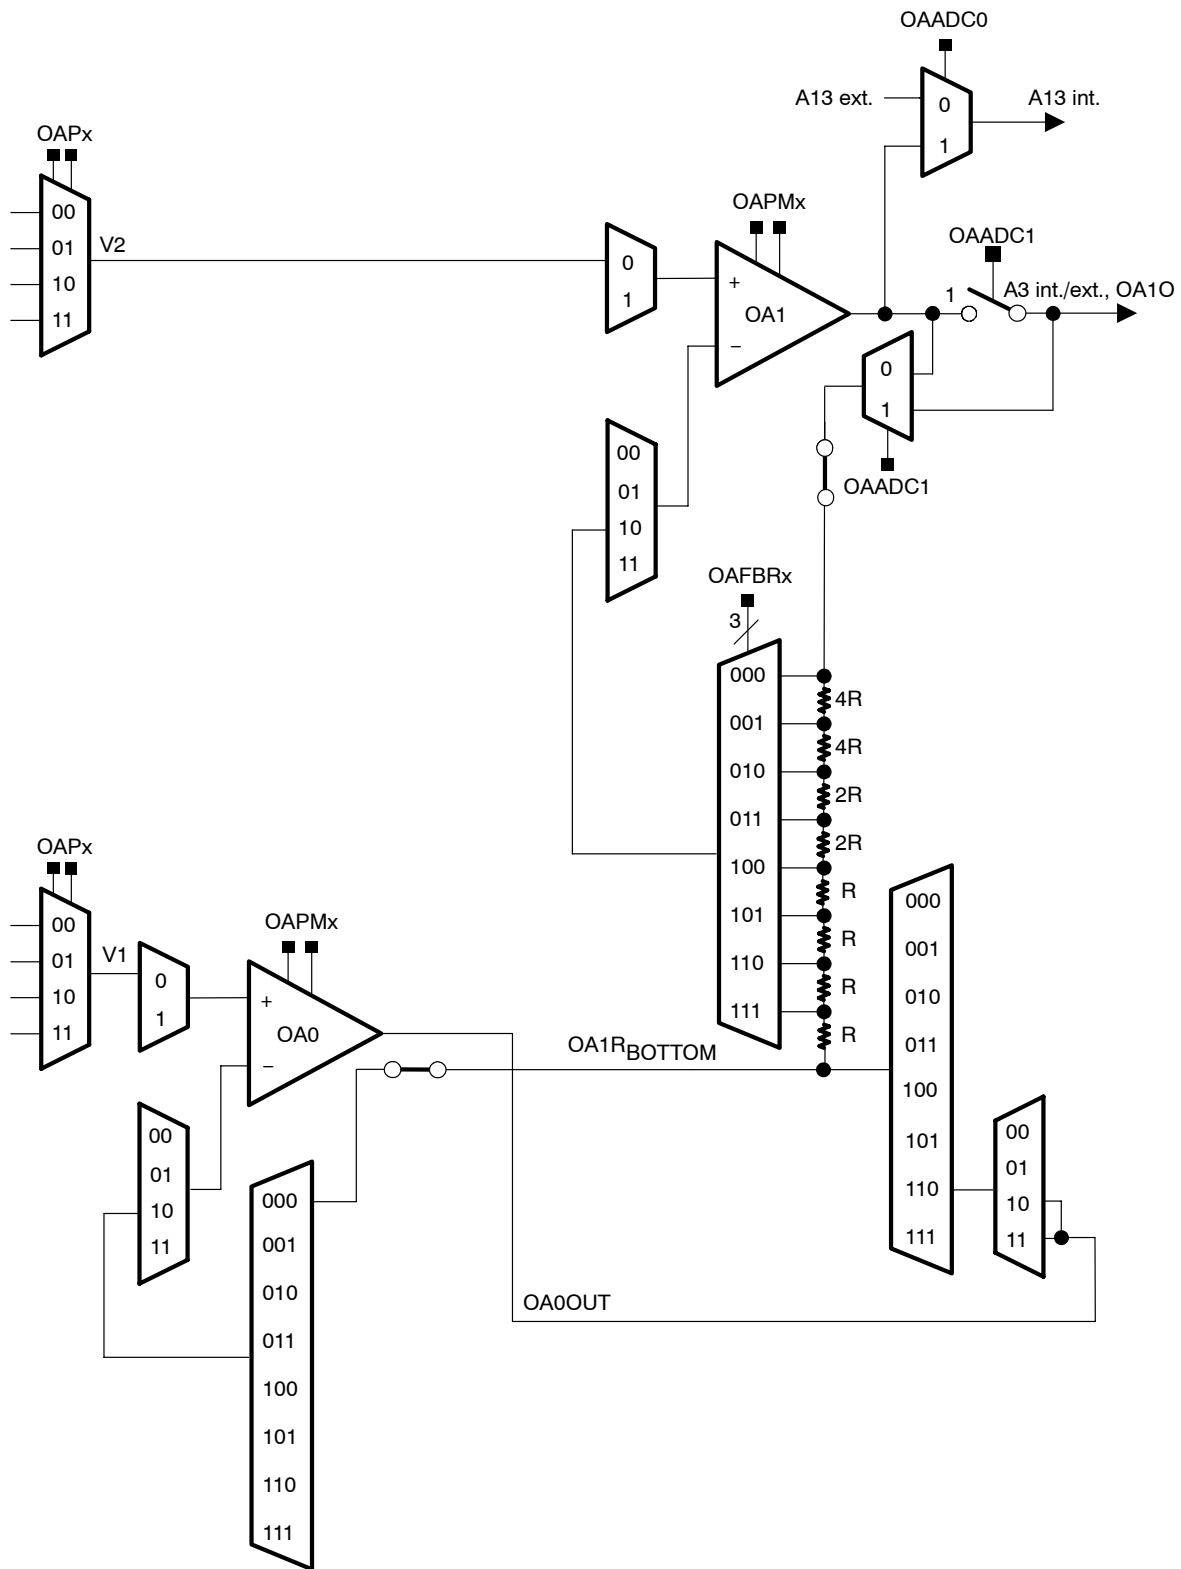 OAADC0
A13 ext.
0
1
A13 int.
OAPx
00
01
10
11
V2
0
1
OAPMx
+
OA1
−
OAADC1
1
A3 int./ext., OA1O
0
1
OAADC1
00
01
10
11
OAFBRx
3
000
001
010
011
100
101
110
111
4R
4R
2R
2R
R
R
R
R
OAPx
00
01
10
11
V1
0
1
OAPMx
+
OA0
−
OA1RBOTTOM
000
001
010
011
100
101
110
111
00
01
10
11
00
01
10
11
000
001
010
011
100
101
110
111
OA0OUT